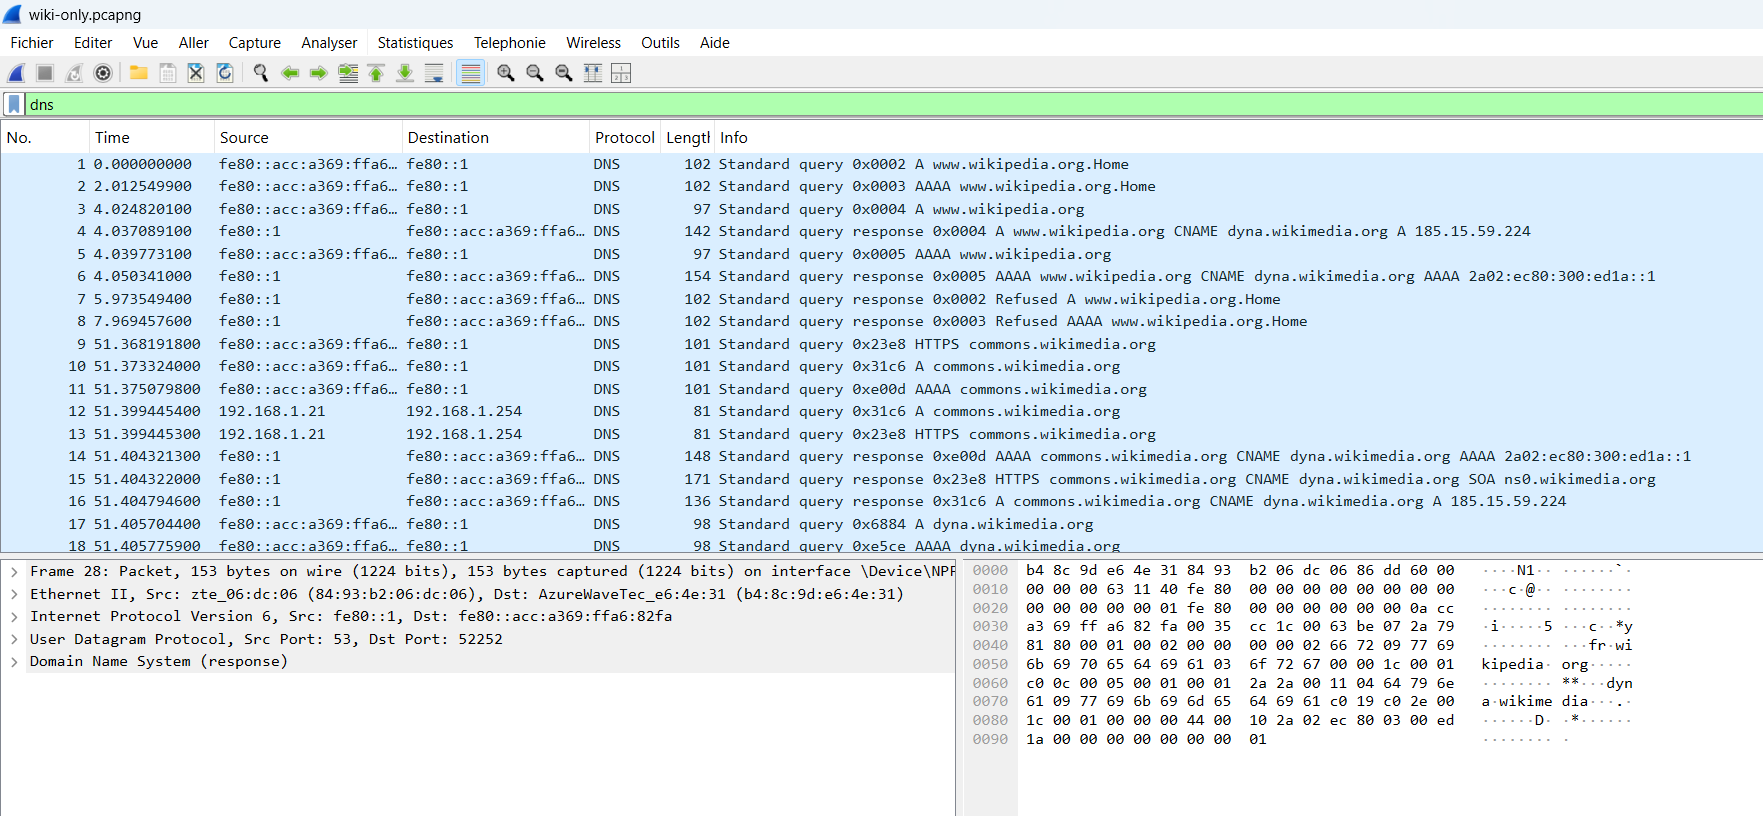 wiki-only.pcapng
Fichier Editer Vue Aller Capture Analyser Statistiques Telephonie Wireless Outils Aide
dns
No. Time Source Destination Protocol Length Info
1 0.000000000 fe80::acc:a369:ffa6… fe80::1 DNS 102 Standard query 0x0002 A www.wikipedia.org.Home
2 2.012549900 fe80::acc:a369:ffa6… fe80::1 DNS 102 Standard query 0x0003 AAAA www.wikipedia.org.Home
3 4.024820100 fe80::acc:a369:ffa6… fe80::1 DNS 97 Standard query 0x0004 A www.wikipedia.org
4 4.037089100 fe80::1 fe80::acc:a369:ffa6… DNS 142 Standard query response 0x0004 A www.wikipedia.org CNAME dyna.wikimedia.org A 185.15.59.224
5 4.039773100 fe80::acc:a369:ffa6… fe80::1 DNS 97 Standard query 0x0005 AAAA www.wikipedia.org
6 4.050341000 fe80::1 fe80::acc:a369:ffa6… DNS 154 Standard query response 0x0005 AAAA www.wikipedia.org CNAME dyna.wikimedia.org AAAA 2a02:ec80:300:ed1a::1
7 5.973549400 fe80::1 fe80::acc:a369:ffa6… DNS 102 Standard query response 0x0002 Refused A www.wikipedia.org.Home
8 7.969457600 fe80::1 fe80::acc:a369:ffa6… DNS 102 Standard query response 0x0003 Refused AAAA www.wikipedia.org.Home
9 51.368191800 fe80::acc:a369:ffa6… fe80::1 DNS 101 Standard query 0x23e8 HTTPS commons.wikimedia.org
10 51.373324000 fe80::acc:a369:ffa6… fe80::1 DNS 101 Standard query 0x31c6 A commons.wikimedia.org
11 51.375079800 fe80::acc:a369:ffa6… fe80::1 DNS 101 Standard query 0xe00d AAAA commons.wikimedia.org
12 51.399445400 192.168.1.21 192.168.1.254 DNS 81 Standard query 0x31c6 A commons.wikimedia.org
13 51.399445300 192.168.1.21 192.168.1.254 DNS 81 Standard query 0x23e8 HTTPS commons.wikimedia.org
14 51.404321300 fe80::1 fe80::acc:a369:ffa6… DNS 148 Standard query response 0xe00d AAAA commons.wikimedia.org CNAME dyna.wikimedia.org AAAA 2a02:ec80:300:ed1a::1
15 51.404322000 fe80::1 fe80::acc:a369:ffa6… DNS 171 Standard query response 0x23e8 HTTPS commons.wikimedia.org CNAME dyna.wikimedia.org SOA ns0.wikimedia.org
16 51.404794600 fe80::1 fe80::acc:a369:ffa6… DNS 136 Standard query response 0x31c6 A commons.wikimedia.org CNAME dyna.wikimedia.org A 185.15.59.224
17 51.405704400 fe80::acc:a369:ffa6… fe80::1 DNS 98 Standard query 0x6884 A dyna.wikimedia.org
18 51.405775900 fe80::acc:a369:ffa6… fe80::1 DNS 98 Standard query 0xe5ce AAAA dyna.wikimedia.org
Frame 28: Packet, 153 bytes on wire (1224 bits), 153 bytes captured (1224 bits) on interface \Device\NPF
Ethernet II, Src: zte_06:dc:06 (84:93:b2:06:dc:06), Dst: AzureWaveTec_e6:4e:31 (b4:8c:9d:e6:4e:31)
Internet Protocol Version 6, Src: fe80::1, Dst: fe80::acc:a369:ffa6:82fa
User Datagram Protocol, Src Port: 53, Dst Port: 52252
Domain Name System (response)
0000 b4 8c 9d e6 4e 31 84 93 b2 06 dc 06 86 dd 60 00 ····N1·· ······`·
0010 00 00 00 63 11 40 fe 80 00 00 00 00 00 00 00 00 ···c·@·· ········
0020 00 00 00 00 00 01 fe 80 00 00 00 00 00 00 0a cc ········ ········
0030 a3 69 ff a6 82 fa 00 35 cc 1c 00 63 be 07 2a 79 ·i·····5 ···c··*y
0040 81 80 00 01 00 02 00 00 00 00 02 66 72 09 77 69 ········ ···fr·wi
0050 6b 69 70 65 64 69 61 03 6f 72 67 00 00 1c 00 01 kipedia· org·····
0060 c0 0c 00 05 00 01 00 01 2a 2a 00 11 04 64 79 6e ········ **···dyn
0070 61 09 77 69 6b 69 6d 65 64 69 61 c0 19 c0 2e 00 a·wikime dia···.·
0080 1c 00 01 00 00 00 44 00 10 2a 02 ec 80 03 00 ed ······D· ·*······
0090 1a 00 00 00 00 00 00 00 01 ········ ·